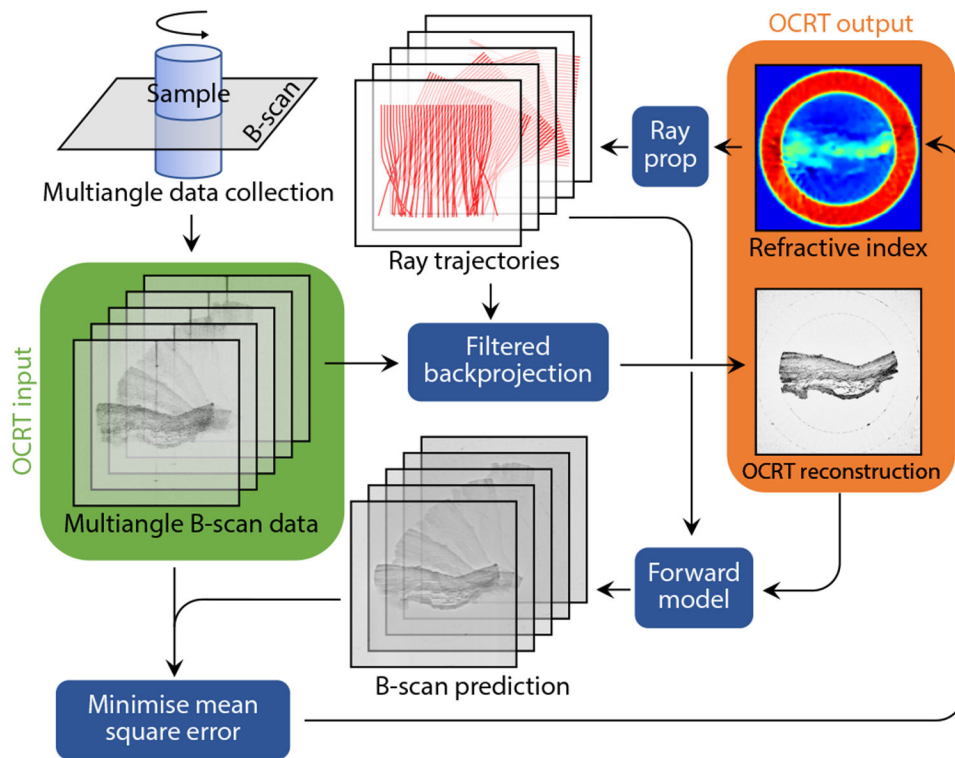 OCRT output
Sample
B-scan
Multiangle data collection
Ray
prop
Ray trajectories
Refractive index
OCRT input
Filtered
backprojection
Multiangle B-scan data
OCRT reconstruction
Forward
model
B-scan prediction
Minimise mean
square error